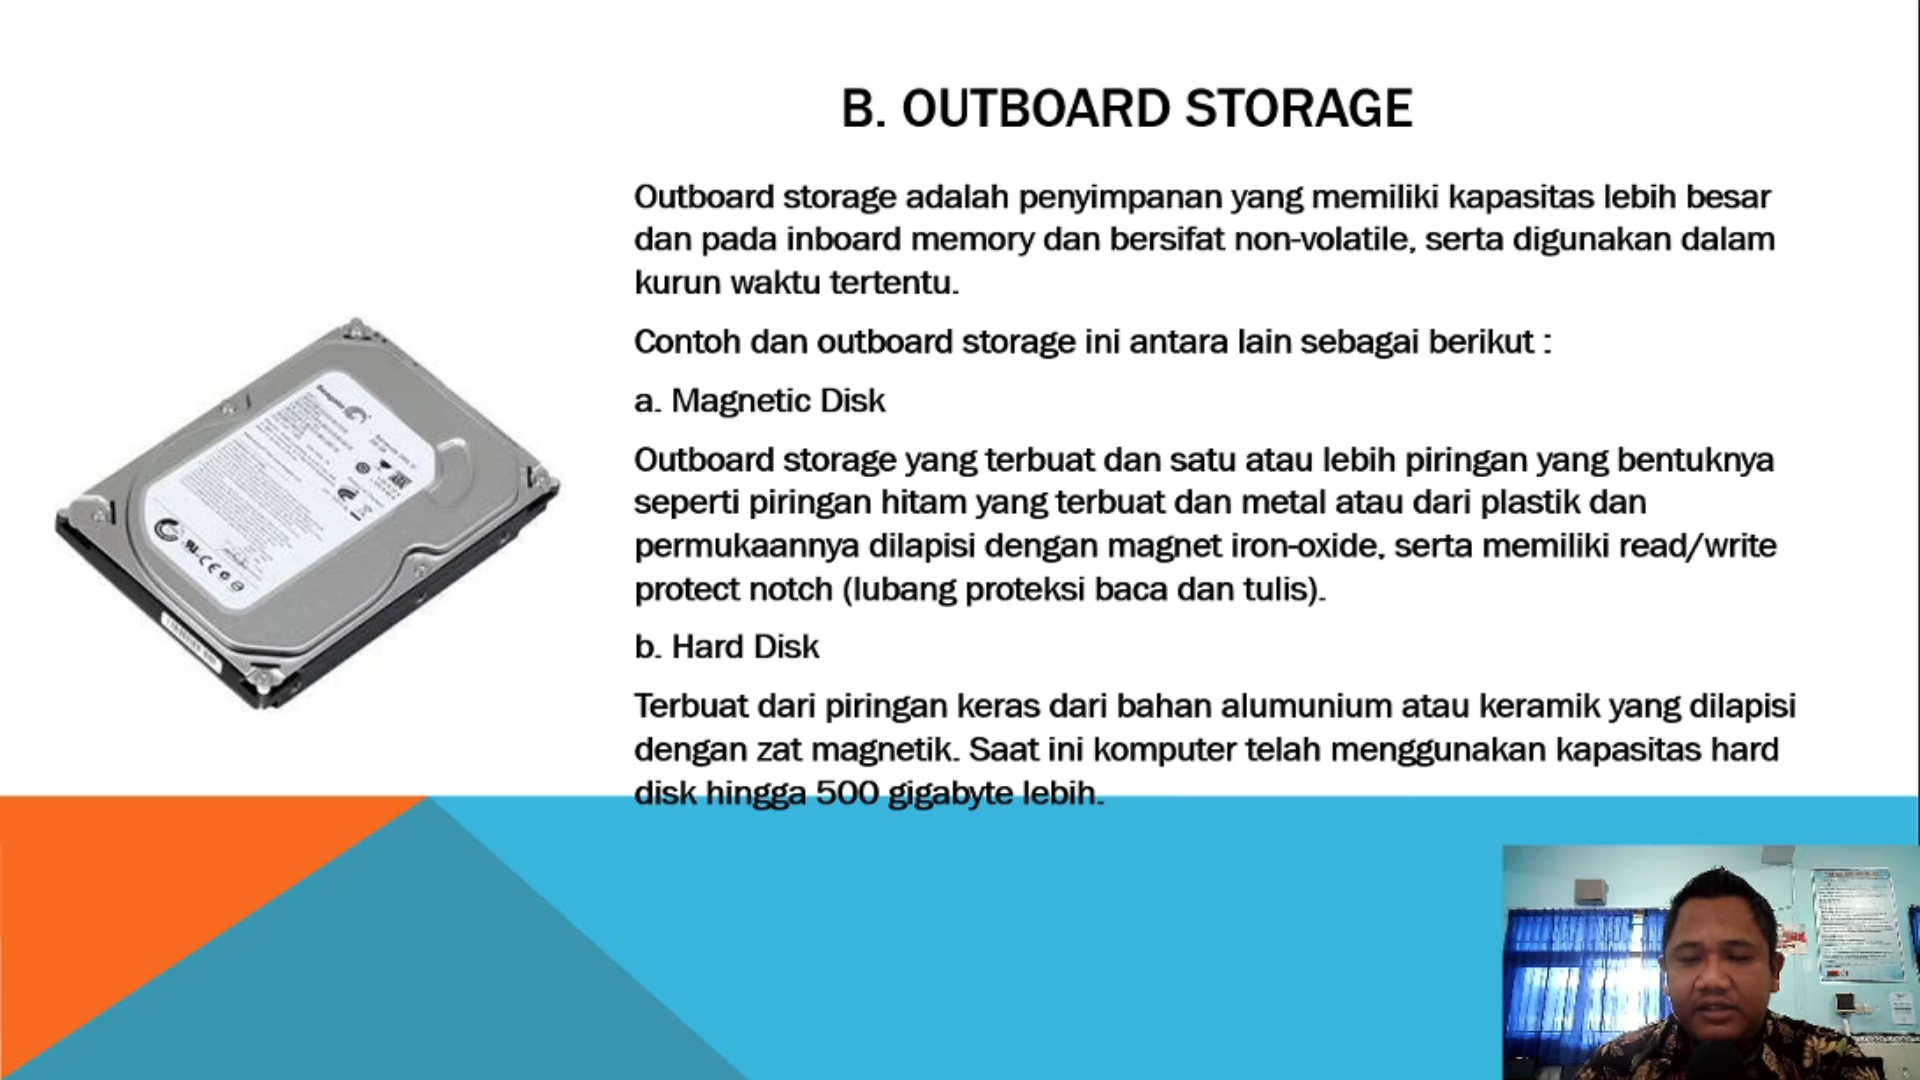 B. OUTBOARD STORAGE
Outboard storage adalah penyimpanan yang memiliki kapasitas lebih besar
dan pada inboard memory dan bersifat non-volatile, serta digunakan dalam
kurun waktu tertentu.
Contoh dan outboard storage ini antara lain sebagai berikut :
a. Magnetic Disk
Outboard storage yang terbuat dan satu atau lebih piringan yang bentuknya
seperti piringan hitam yang terbuat dan metal atau dari plastik dan
permukaannya dilapisi dengan magnet iron-oxide, serta memiliki read/write
protect notch (lubang proteksi baca dan tulis).
b. Hard Disk
Terbuat dari piringan keras dari bahan alumunium atau keramik yang dilapisi
dengan zat magnetik. Saat ini komputer telah menggunakan kapasitas hard
disk hingga 500 gigabyte lebih.